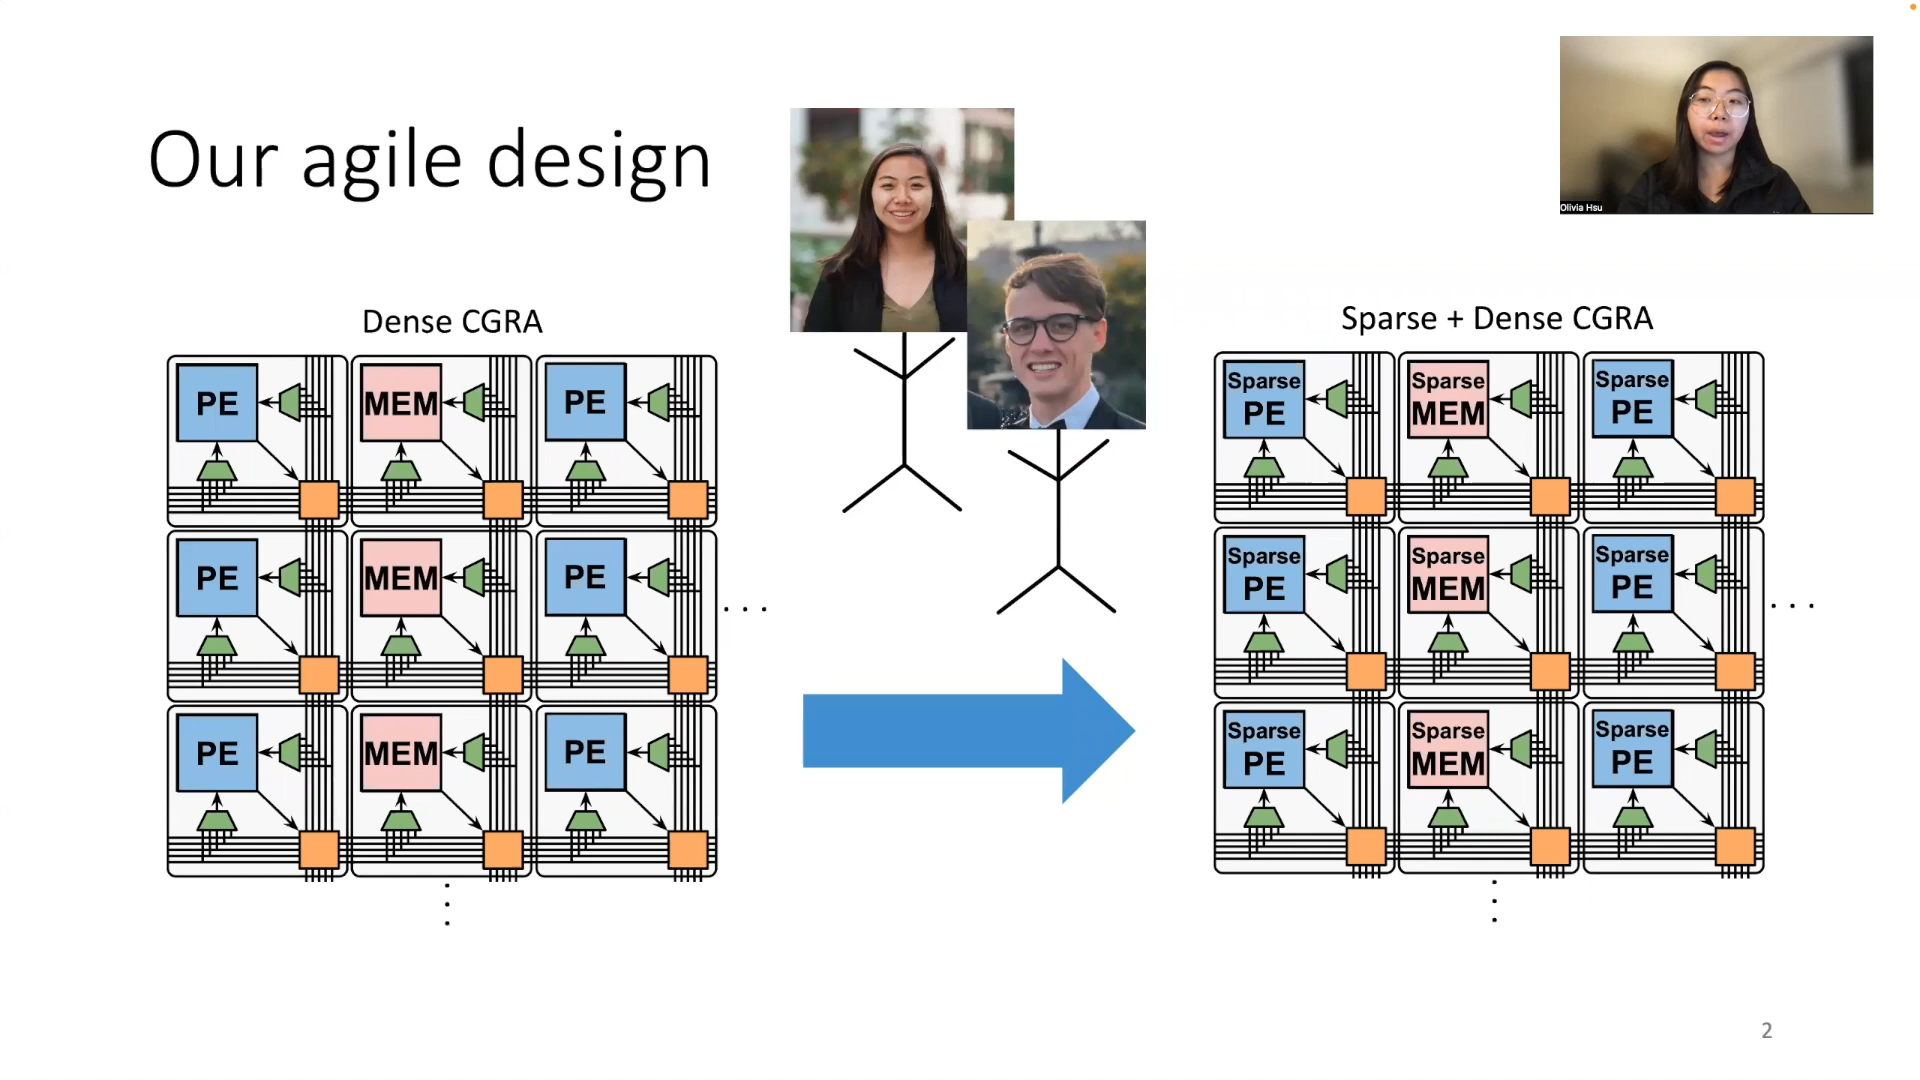 Our agile design
Olivia Hsu
Dense CGRA
PE
MEM
PE
PE
MEM
PE
. . .
PE
MEM
PE
Sparse + Dense CGRA
Sparse
PE
Sparse
MEM
Sparse
PE
Sparse
PE
Sparse
MEM
Sparse
PE
. . .
Sparse
PE
Sparse
MEM
Sparse
PE
2